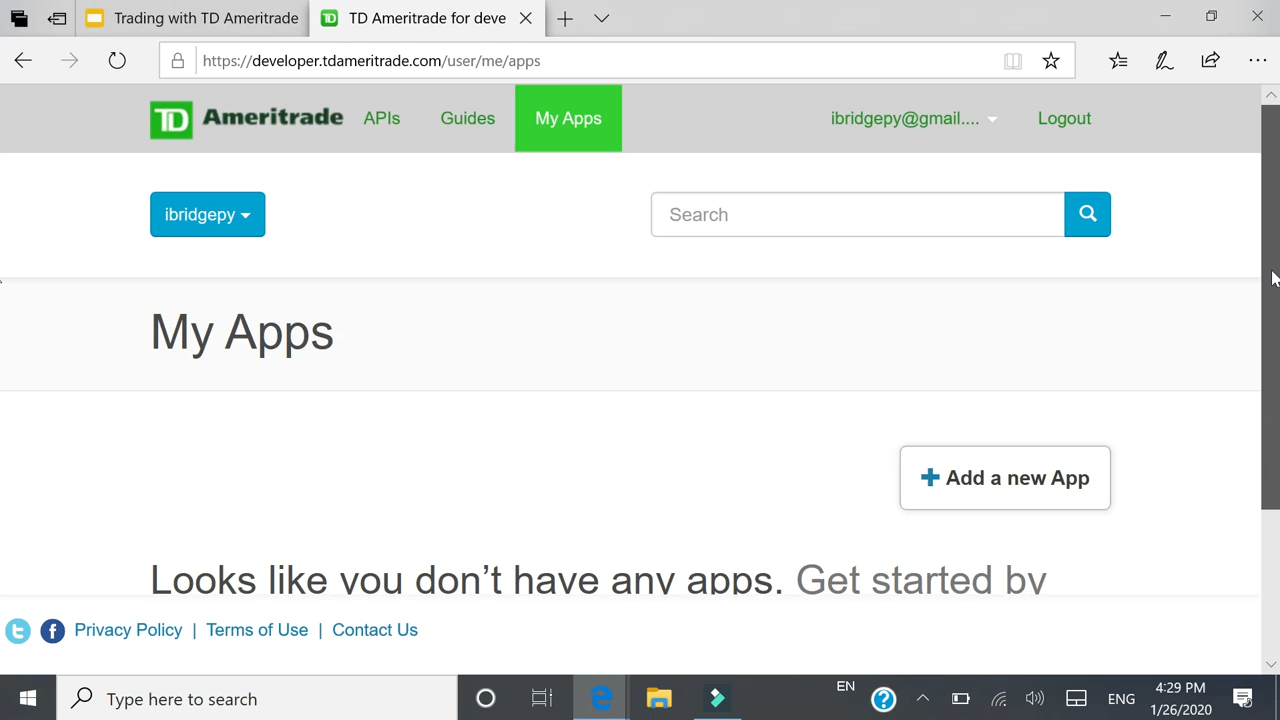 Trading with TD Ameritrade
TD Ameritrade for deve
https://developer.tdameritrade.com/user/me/apps
TD Ameritrade APIs Guides My Apps ibridgepy@gmail.... Logout
ibridgepy Search
My Apps
Add a new App
Looks like you don't have any apps. Get started by
Privacy Policy | Terms of Use | Contact Us
Type here to search
EN
ENG
4:29 PM
1/26/2020